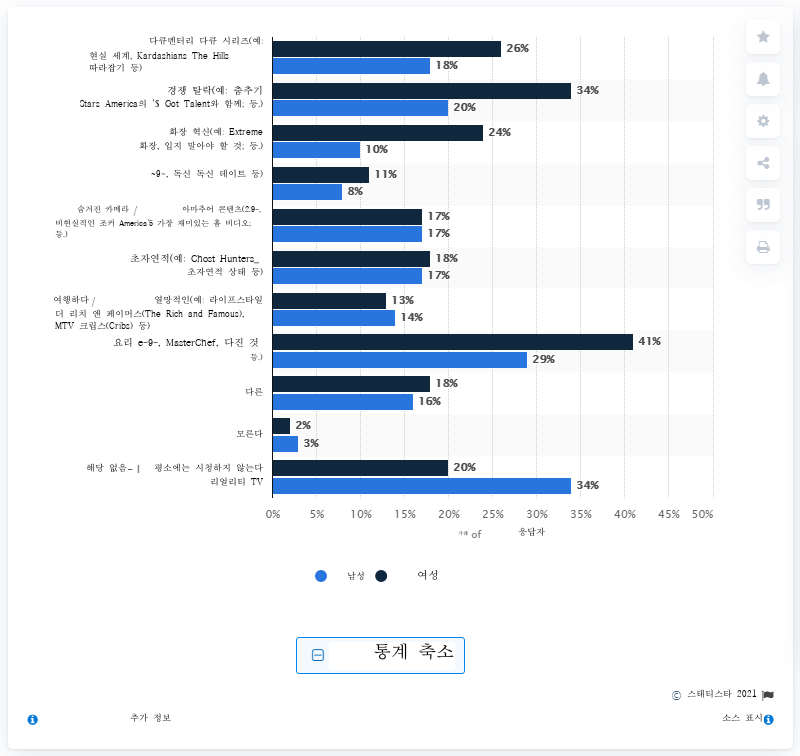 다큐멘터리 다큐 시리즈(예:
현실 세계, Kardashians The Hills
따라잡기 등)
26%
18%
경쟁 탈락(예: 춤추기
Stars America의 'S Got Talent와 함께; 등.)
34%
20%
화장 혁신(예: Extreme
화장, 입지 말아야 할 것; 등.)
24%
10%
~9-, 독신 독신 데이트 등)
11%
8%
숨겨진 카메라 / 아마추어 콘텐츠(2.9-,
비현실적인 조커 America'5 가장 재미있는 홈 비디오;
등.)
17%
17%
초자연적(예: Ghost Hunters_
초자연적 상태 등)
18%
17%
여행하다 / 열망적인(예: 라이프스타일
더 리치 앤 페이머스(The Rich and Famous),
MTV 크립스(Cribs) 등)
13%
14%
요리 e-9-, MasterChef, 다진 것
등.)
41%
29%
다른
18%
16%
모른다
2%
3%
해당 없음- | 평소에는 시청하지 않는다
리얼리티 TV
20%
34%
0% 5% 10% 15% 20% 25% 30% 35% 40% 45% 50%
of 응답자
남성 여성
통계 축소
© 스태티스타 2021
추가 정보
소스 표시